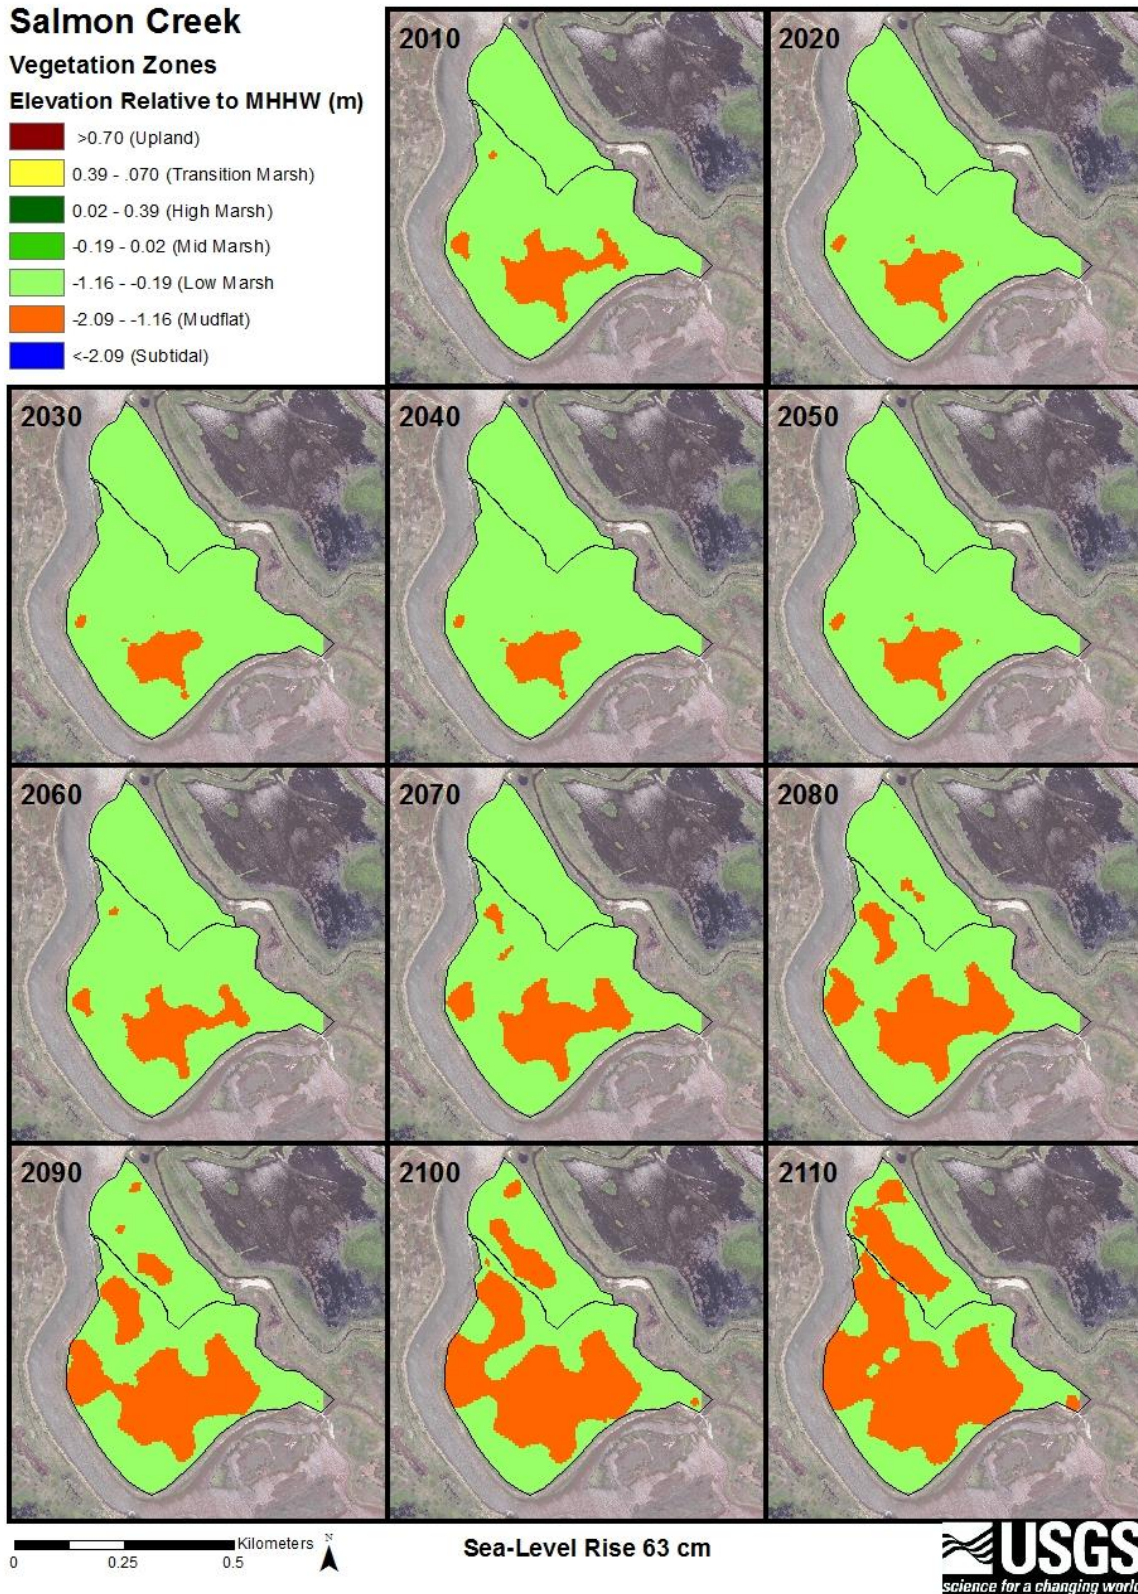 Salmon Creek
Vegetation Zones
Elevation Relative to MHHW (m)
>0.70 (Upland)
0.39 - .070 (Transition Marsh)
0.02 - 0.39 (High Marsh)
-0.19 - 0.02 (Mid Marsh)
-1.16 - -0.19 (Low Marsh
-2.09 - -1.16 (Mudflat)
<-2.09 (Subtidal)
2010
2020
2030
2040
2050
2060
2070
2080
2090
2100
2110
Kilometers
0 0.25 0.5
N
Sea-Level Rise 63 cm
USGS
science for a changing world